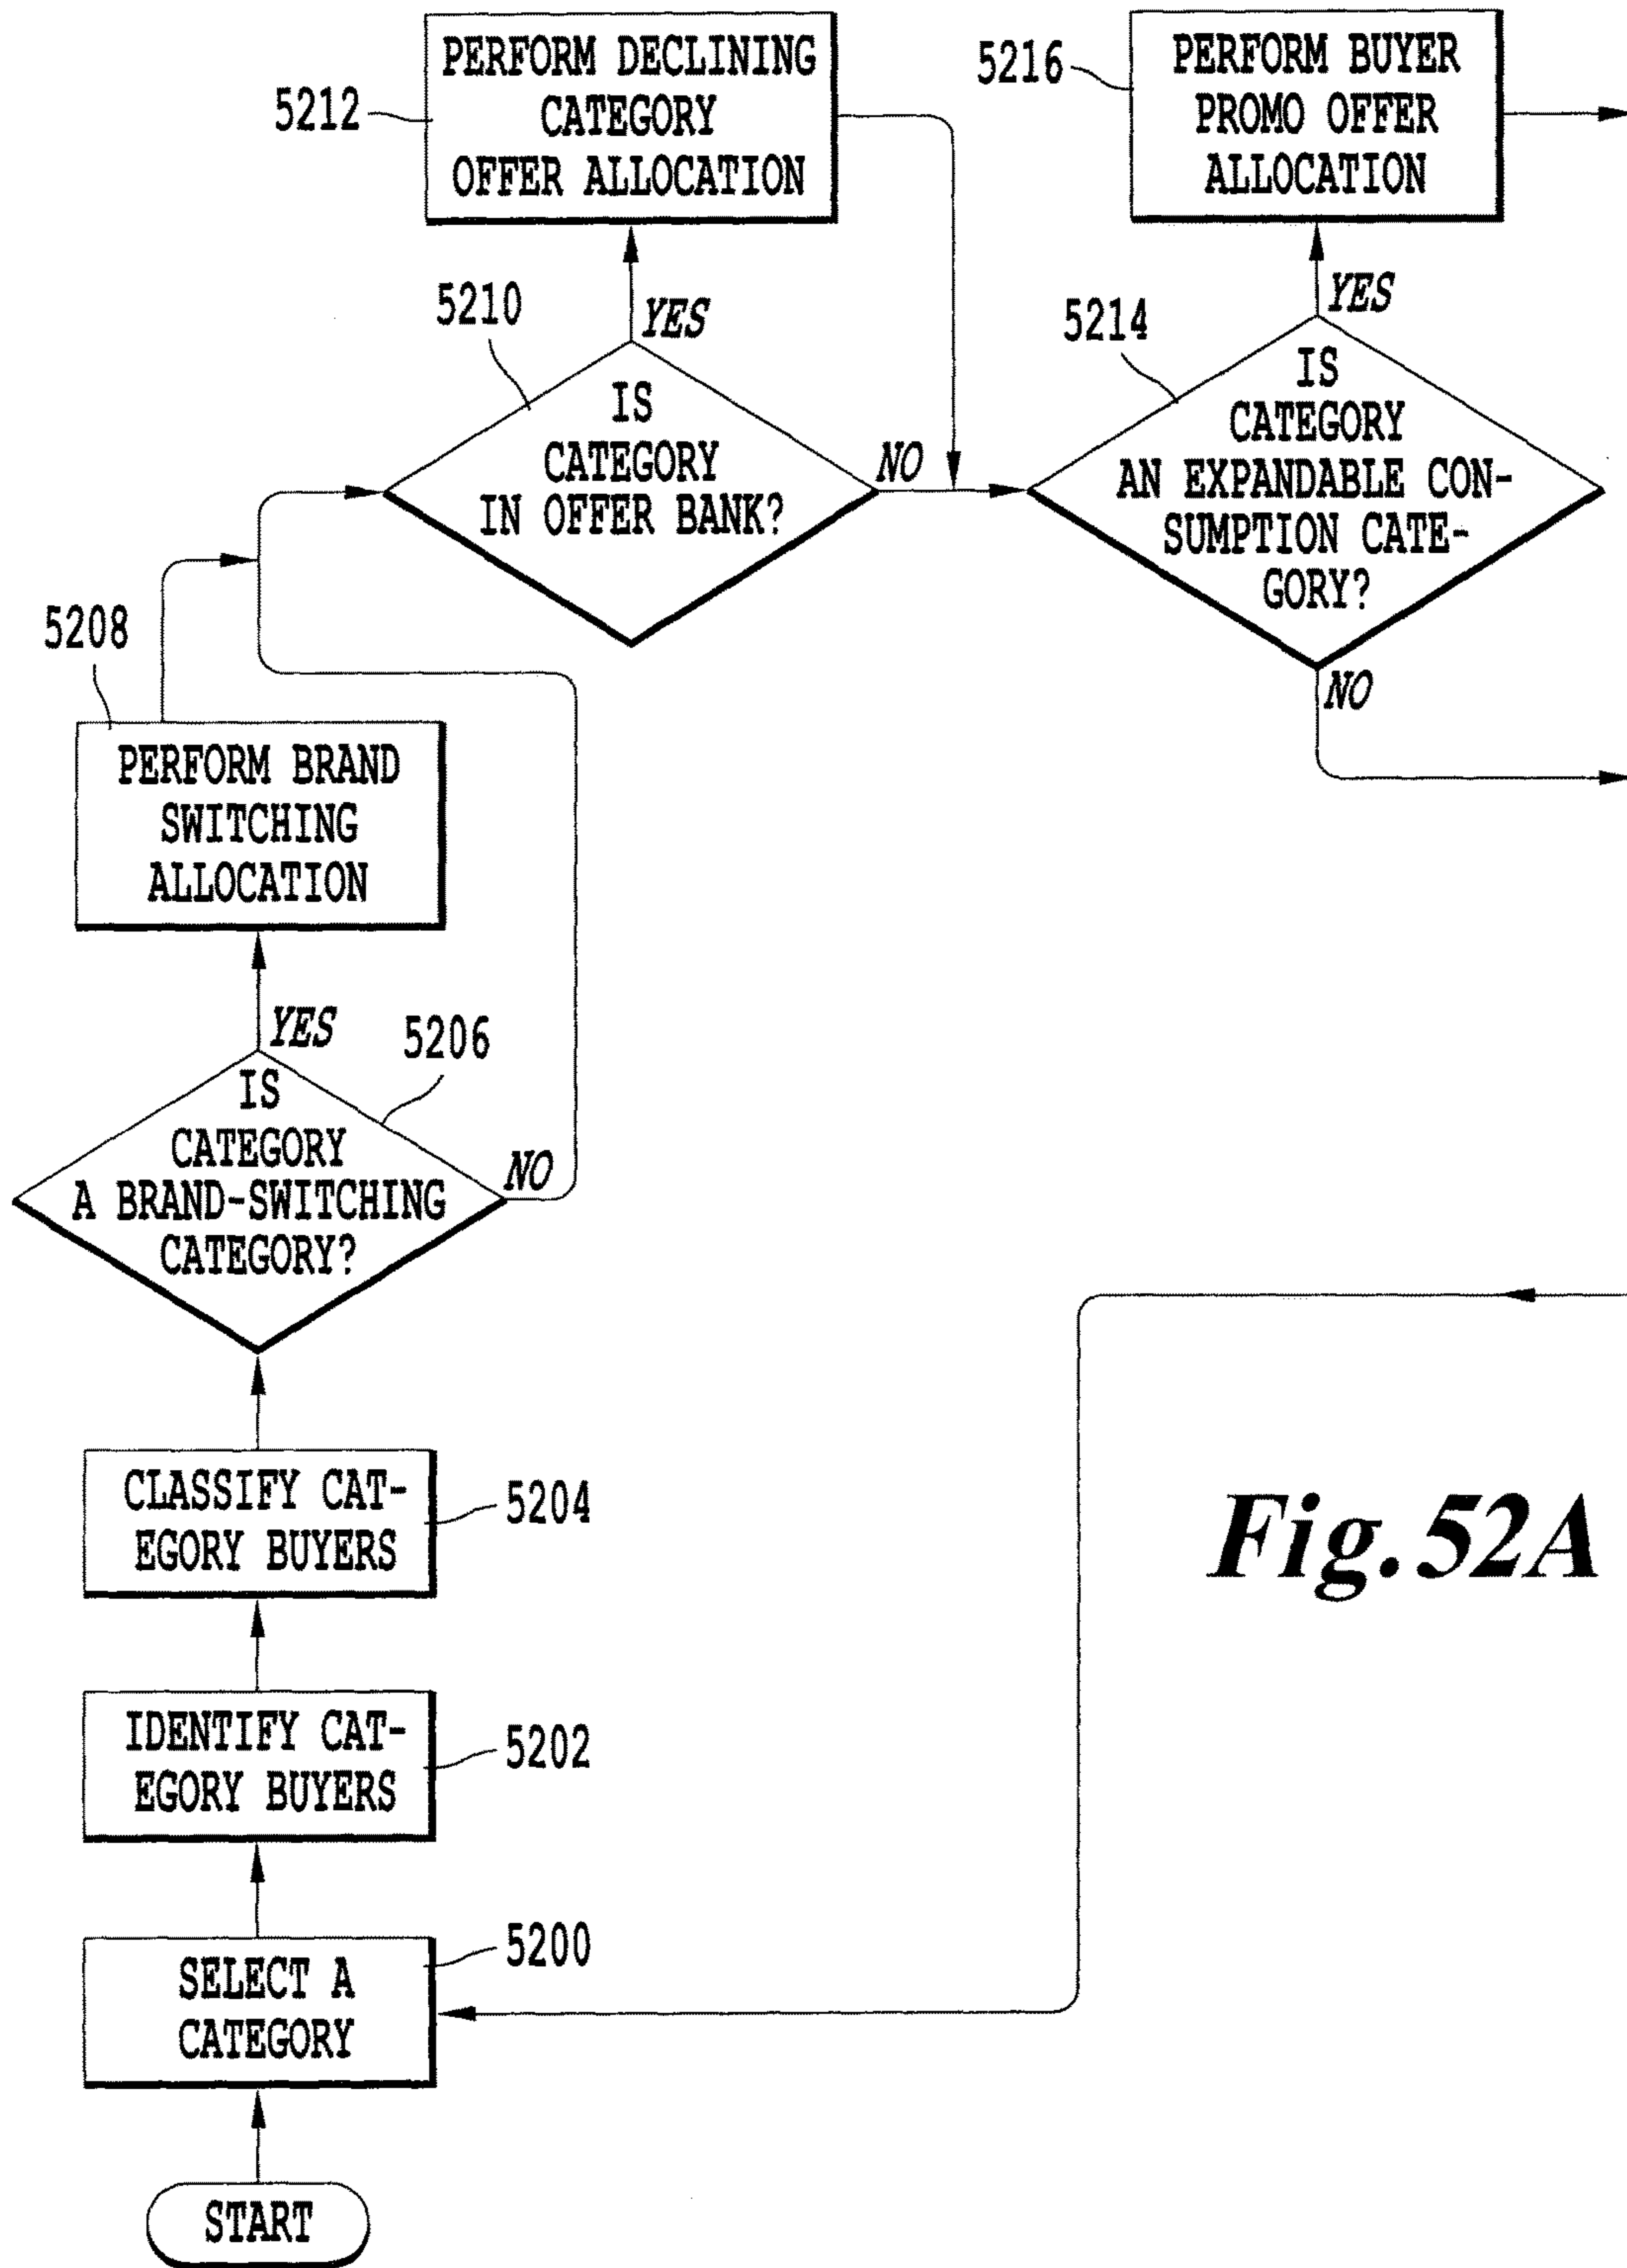 PERFORM DECLINING
CATEGORY
OFFER ALLOCATION
5212
PERFORM BUYER
PROMO OFFER
ALLOCATION
5216
5210
YES
IS
CATEGORY
IN OFFER BANK?
NO
5214
YES
IS
CATEGORY
AN EXPANDABLE CON-
SUMPTION CATE-
GORY?
NO
5208
PERFORM BRAND
SWITCHING
ALLOCATION
YES
5206
IS
CATEGORY
A BRAND-SWITCHING
CATEGORY?
NO
CLASSIFY CAT-
EGORY BUYERS
5204
Fig. 52A
IDENTIFY CAT-
EGORY BUYERS
5202
SELECT A
CATEGORY
5200
START